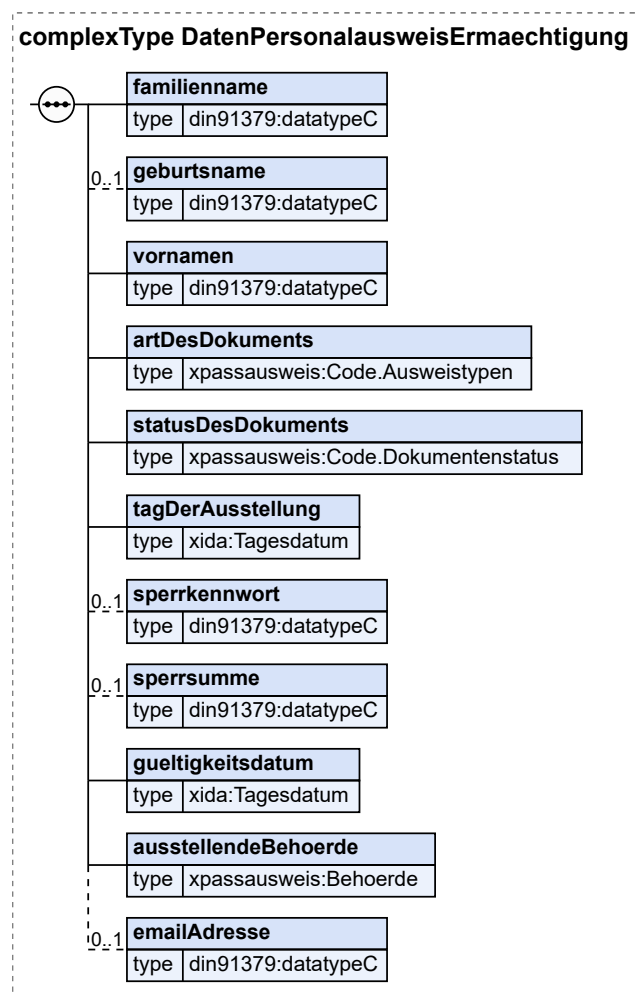 complexType DatenPersonalausweisErmaechtigung
familienname
type din91379:datatypeC
0..1 geburtsname
type din91379:datatypeC
vornamen
type din91379:datatypeC
artDesDokuments
type xpassausweis:Code.Ausweistypen
statusDesDokuments
type xpassausweis:Code.Dokumentenstatus
tagDerAusstellung
type xida:Tagesdatum
0..1 sperrkennwort
type din91379:datatypeC
0..1 sperrsumme
type din91379:datatypeC
gueltigkeitsdatum
type xida:Tagesdatum
ausstellendeBehoerde
type xpassausweis:Behoerde
0..1 emailAdresse
type din91379:datatypeC